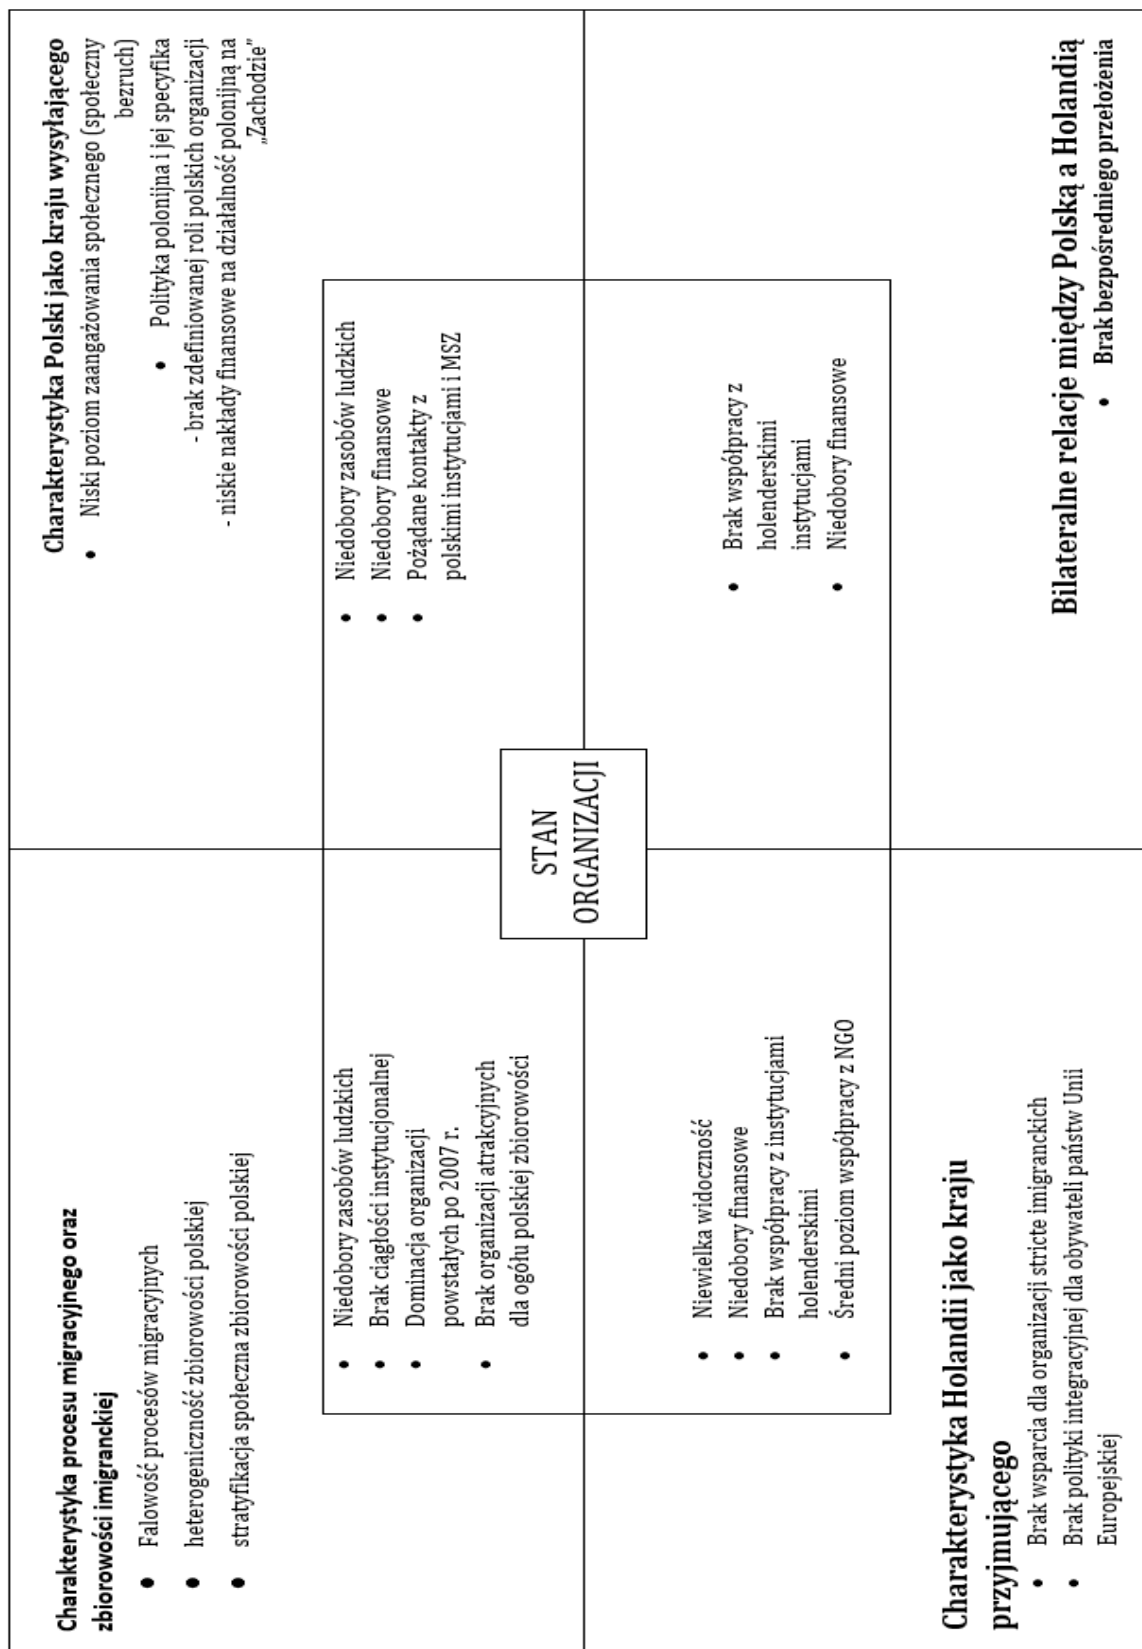 Charakterystyka procesu migracyjnego oraz
zbiorowości imigranckiej
● Falowość procesów migracyjnych
● heterogeniczność zbiorowości polskiej
● stratyfikacja społeczna zbiorowości polskiej
Charakterystyka Polski jako kraju wysyłającego
● Niski poziom zaangażowania społecznego (społeczny
bezruch)
● Polityka polonijna i jej specyfika
- brak zdefiniowanej roli polskich organizacji
- niskie nakłady finansowe na działalność polonijną na
„Zachodzie”
● Niedobory zasobów ludzkich
● Brak ciągłości instytucjonalnej
● Dominacja organizacji
powstałych po 2007 r.
● Brak organizacji atrakcyjnych
dla ogółu polskiej zbiorowości
● Niedobory zasobów ludzkich
● Niedobory finansowe
● Pożądane kontakty z
polskimi instytucjami i MSZ
STAN
ORGANIZACJI
● Niewielka widoczność
● Niedobory finansowe
● Brak współpracy z instytucjami
holenderskimi
● Średni poziom współpracy z NGO
● Brak współpracy z
holenderskimi
instytucjami
● Niedobory finansowe
Charakterystyka Holandii jako kraju
przyjmującego
● Brak wsparcia dla organizacji stricte imigranckich
● Brak polityki integracyjnej dla obywateli państw Unii
Europejskiej
Bilateralne relacje między Polską a Holandią
● Brak bezpośredniego przełożenia